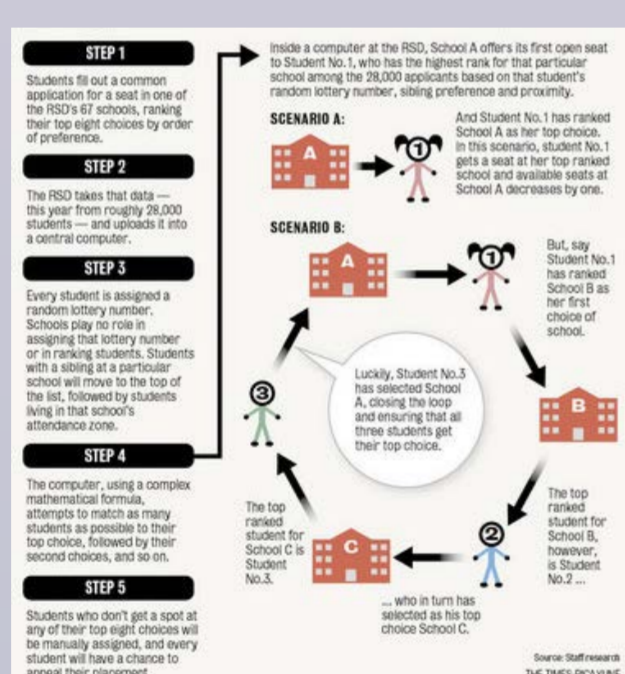 STEP 1
Students fill out a common
application for a seat in one of
the RSD's 67 schools, ranking
their top eight choices by order
of preference.
STEP 2
The RSD takes that data —
this year from roughly 28,000
students — and uploads it into
a central computer.
STEP 3
Every student is assigned a
random lottery number.
Schools play no role in
assigning that lottery number
or in ranking students. Students
with a sibling at a particular
school will move to the top of
the list, followed by students
living in that school's
attendance zone.
STEP 4
The computer, using a complex
mathematical formula,
attempts to match as many
students as possible to their
top choice, followed by their
second choices, and so on.
STEP 5
Students who don't get a spot at
any of their top eight choices will
be manually assigned, and every
student will have a chance to
appeal their placement
Inside a computer at the RSD, School A offers its first open seat
to Student No.1, who has the highest rank for that particular
school among the 28,000 applicants based on that student's
random lottery number, sibling preference and proximity.
SCENARIO A:
A
1
And Student No.1 has ranked
School A as her top choice.
In this scenario, student No.1
gets a seat at her top ranked
school and available seats at
School A decreases by one.
SCENARIO B:
A
1
But, say
Student No.1
has ranked
School B as
her first
choice of
school.
B
The top
ranked
student for
School B,
however,
is Student
No.2 ...
2
... who in turn has
selected as his top
choice School C.
C
The top
ranked
student for
School C is
Student
No.3.
3
Luckily, Student No.3
has selected School
A, closing the loop
and ensuring that all
three students get
their top choice.
Source: Staff research
THE TIMES-PICAYUNE